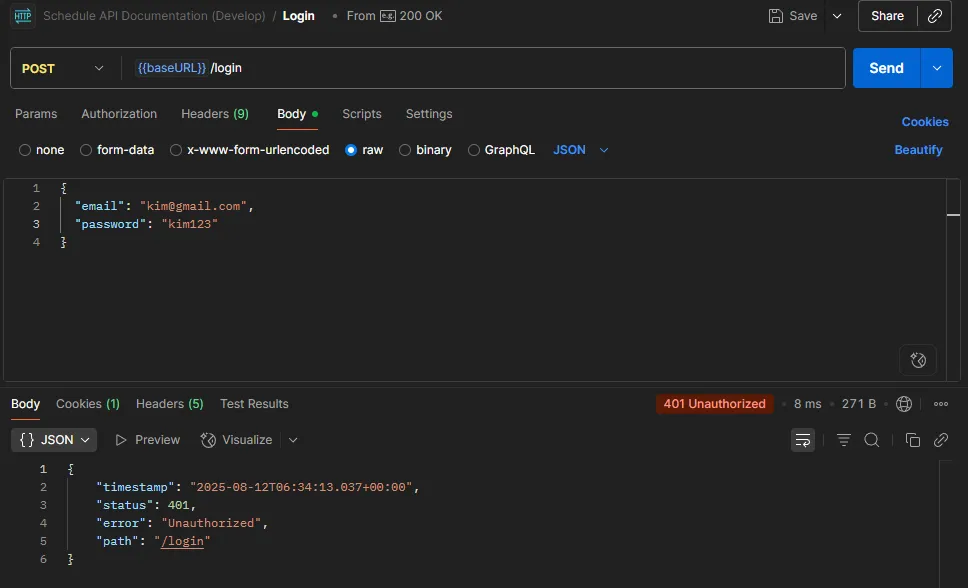 HTTP Schedule API Documentation (Develop) / Login • From e.g. 200 OK Save Share
POST {{baseURL}} /login Send
Params Authorization Headers (9) Body Scripts Settings Cookies
none form-data x-www-form-urlencoded raw binary GraphQL JSON Beautify
1 {
2 "email": "kim@gmail.com",
3 "password": "kim123"
4 }
Body Cookies (1) Headers (5) Test Results 401 Unauthorized • 8 ms • 271 B
{} JSON Preview Visualize
1 {
2 "timestamp": "2025-08-12T06:34:13.037+00:00",
3 "status": 401,
4 "error": "Unauthorized",
5 "path": "/login"
6 }